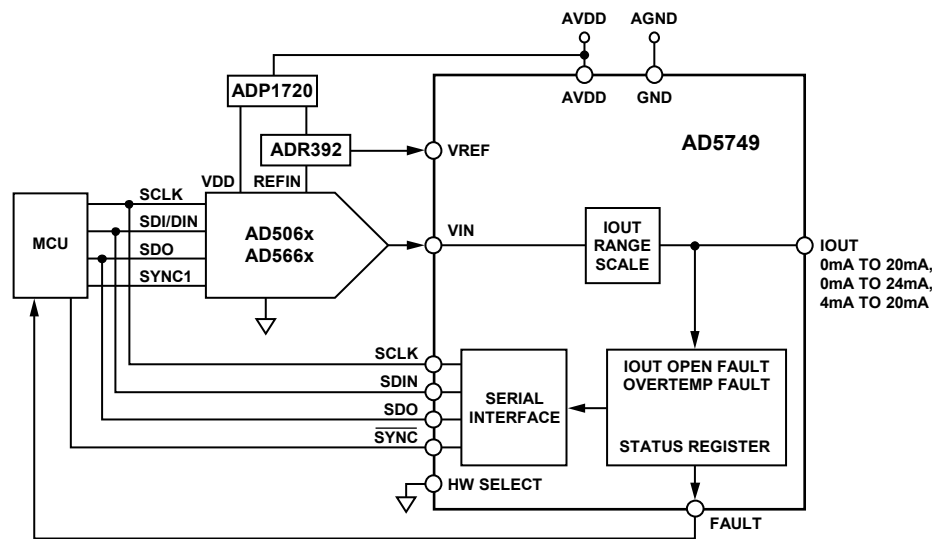 AVDD
AGND
ADP1720
AVDD
GND
AD5749
ADR392
VREF
VDD
REFIN
SCLK
SDI/DIN
SDO
SYNC1
MCU
AD506x
AD566x
VIN
IOUT
RANGE
SCALE
IOUT
0mA TO 20mA,
0mA TO 24mA,
4mA TO 20mA
SCLK
SDIN
SDO
SYNC
SERIAL
INTERFACE
IOUT OPEN FAULT
OVERTEMP FAULT
STATUS REGISTER
HW SELECT
FAULT